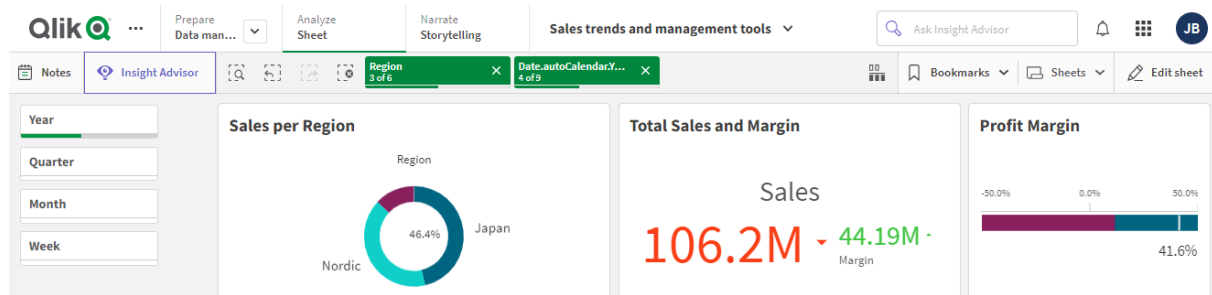 Qlik
Prepare
Data man...
Analyze
Sheet
Narrate
Storytelling
Sales trends and management tools
Ask Insight Advisor
JB
Notes
Insight Advisor
Region
3 of 6
Date.autoCalendar.Y...
4 of 9
Bookmarks
Sheets
Edit sheet
Year
Quarter
Month
Week
Sales per Region
Region
46.4%
Japan
Nordic
Total Sales and Margin
Sales
106.2M
44.19M
Margin
Profit Margin
-50.0% 0.0% 50.0%
41.6%